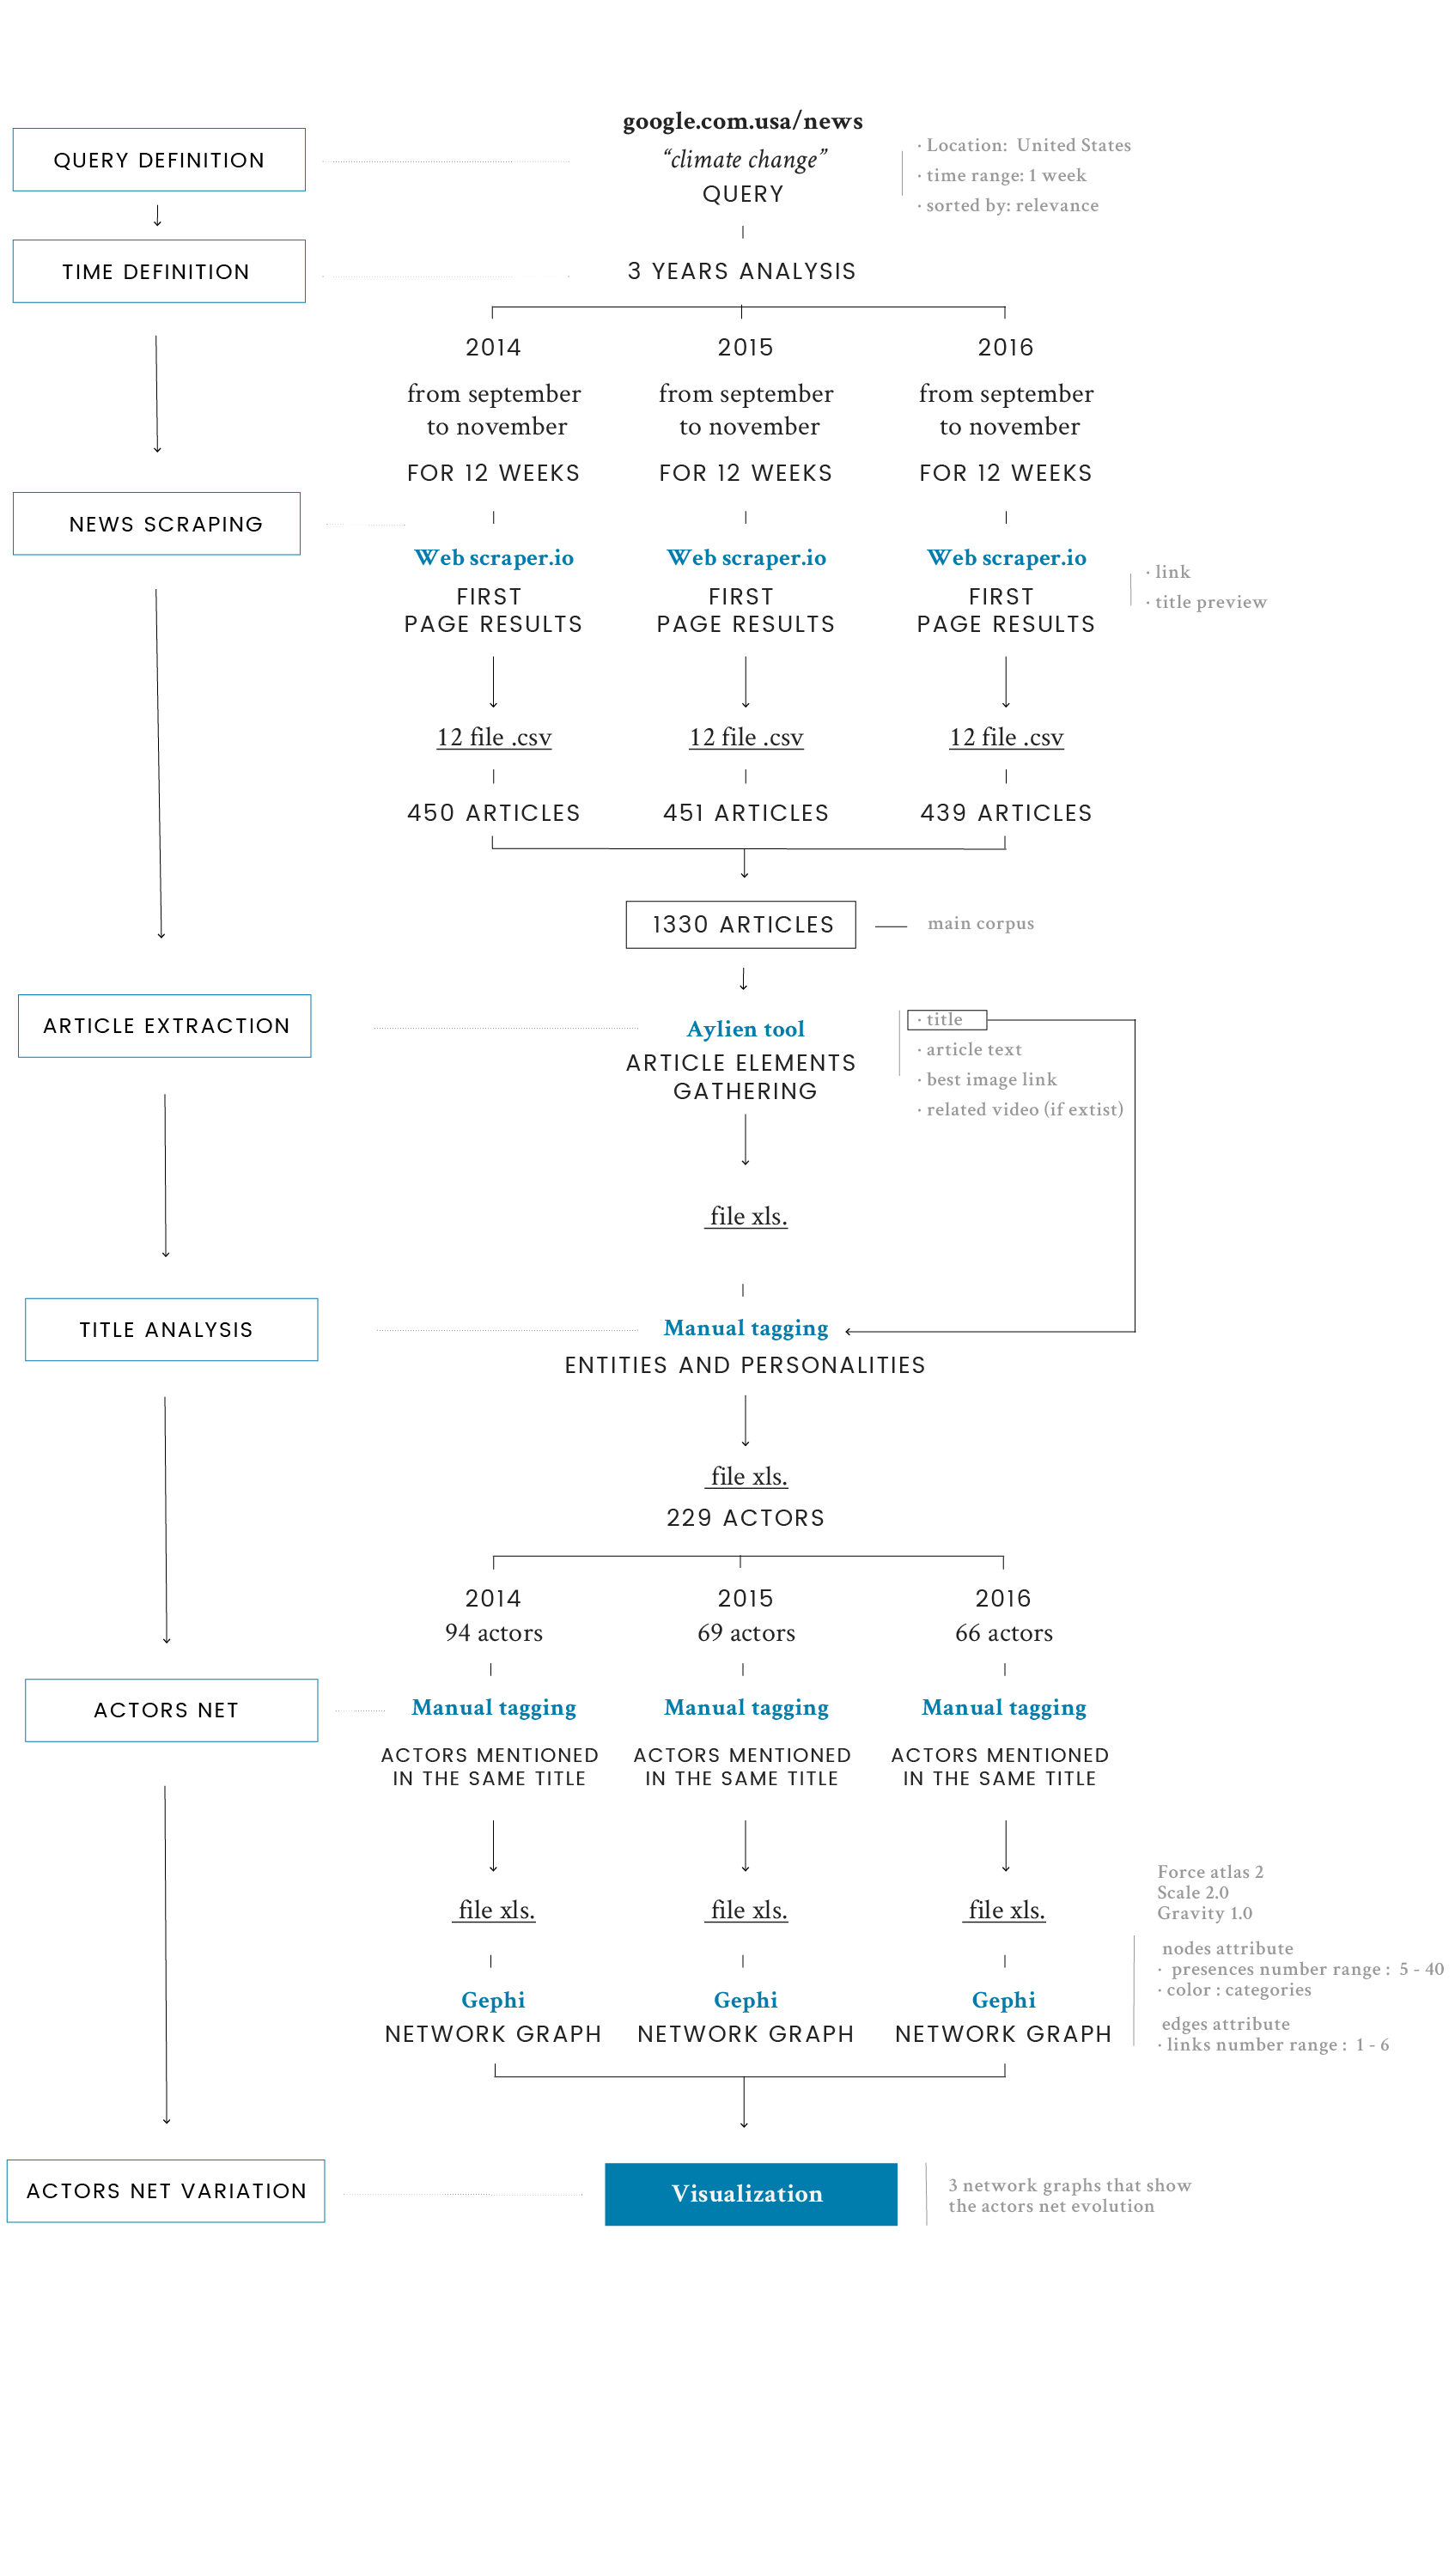 google.com.usa/news
QUERY DEFINITION
“climate change”
QUERY
· Location: United States
· time range: 1 week
· sorted by: relevance
TIME DEFINITION
3 YEARS ANALYSIS
2014
2015
2016
from september
to november
from september
to november
from september
to november
FOR 12 WEEKS
FOR 12 WEEKS
FOR 12 WEEKS
NEWS SCRAPING
Web scraper.io
Web scraper.io
Web scraper.io
FIRST
PAGE RESULTS
FIRST
PAGE RESULTS
FIRST
PAGE RESULTS
· link
· title preview
12 file .csv
12 file .csv
12 file .csv
450 ARTICLES
451 ARTICLES
439 ARTICLES
1330 ARTICLES
main corpus
ARTICLE EXTRACTION
Aylien tool
ARTICLE ELEMENTS
GATHERING
· title
· article text
· best image link
· related video (if extist)
file xls.
TITLE ANALYSIS
Manual tagging
ENTITIES AND PERSONALITIES
file xls.
229 ACTORS
2014
2015
2016
94 actors
69 actors
66 actors
ACTORS NET
Manual tagging
Manual tagging
Manual tagging
ACTORS MENTIONED
IN THE SAME TITLE
ACTORS MENTIONED
IN THE SAME TITLE
ACTORS MENTIONED
IN THE SAME TITLE
file xls.
file xls.
file xls.
Force atlas 2
Scale 2.0
Gravity 1.0
nodes attribute
· presences number range : 5 - 40
· color : categories
edges attribute
· links number range : 1 - 6
Gephi
Gephi
Gephi
NETWORK GRAPH
NETWORK GRAPH
NETWORK GRAPH
ACTORS NET VARIATION
Visualization
3 network graphs that show
the actors net evolution